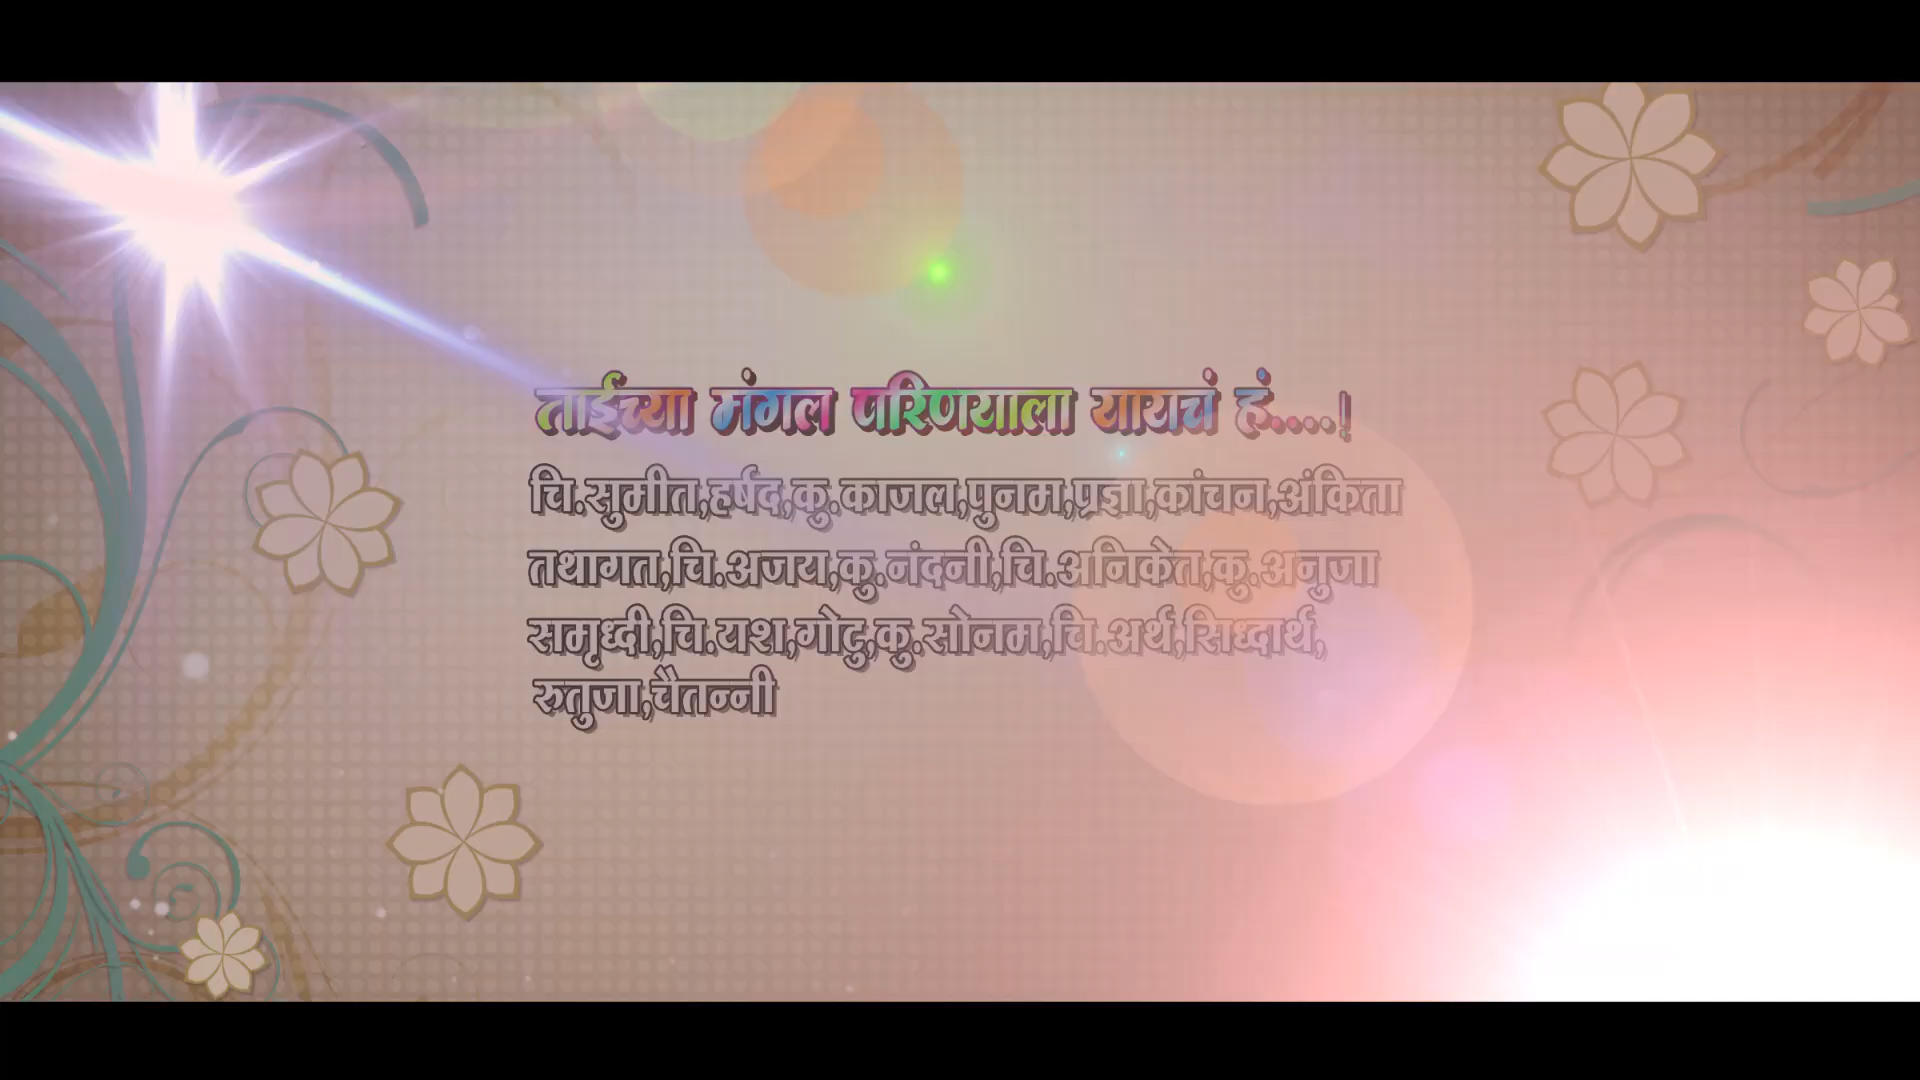 ताईच्या मंगल परिणयाला यायचं हं....!
चि.सुमीत,हर्षद,कु.काजल,पुनम,प्रज्ञा,कांचन,अंकिता
तथागत,चि.अजय,कु.नंदनी,चि.अनिकेत,कु.अनुजा
समृध्दी,चि.यश,गोटु,कु.सोनम,चि.अर्थ,सिध्दार्थ,
रुतुजा,चैतन्नी